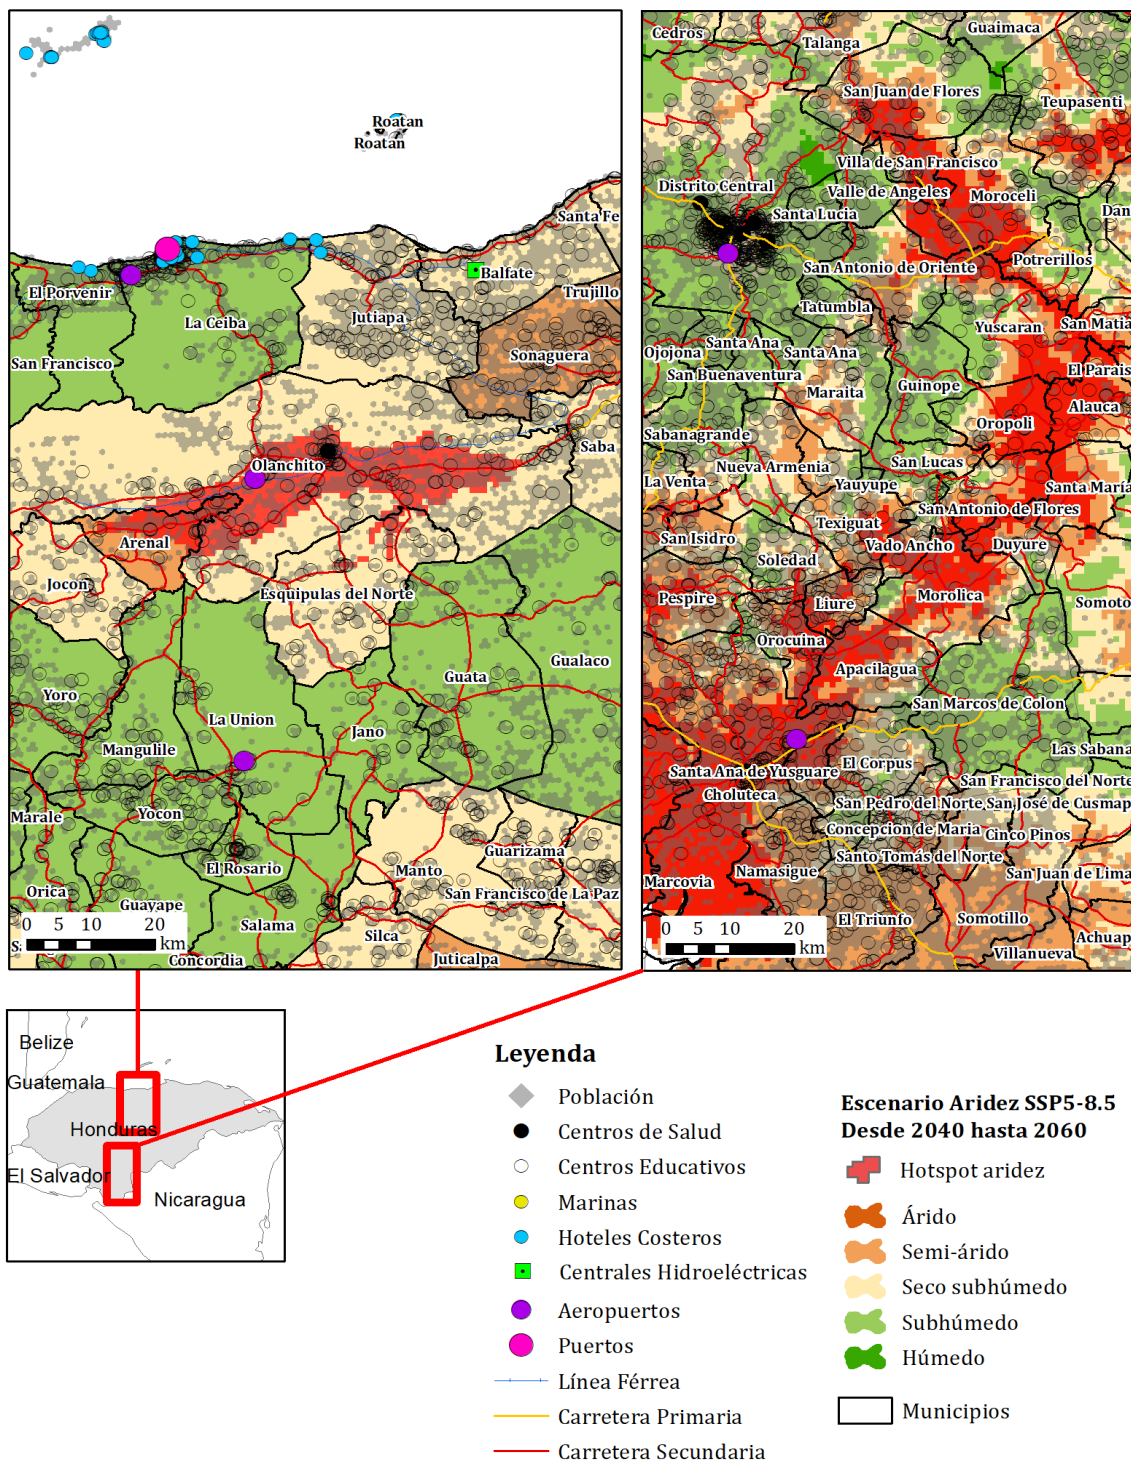 Roatan
Roatan
Santa Fe
Balfate
Trujillo
El Porvenir
La Ceiba
Jutiapa
Sonaguera
San Francisco
Saba
Olanchito
Arenal
Jocon
Esquipulas del Norte
Gualaco
Guata
Yoro
La Union
Jano
Mangulile
Marale
Yocon
Guarizama
El Rosario
Manto
Orica
San Francisco de La Paz
Guayape
Salama
Silca
Concordia
Juticalpa
0 5 10 20
km
Cedros
Talanga
Guaimaca
San Juan de Flores
Teupasenti
Villa de San Francisco
Distrito Central
Valle de Angeles
Moroceli
Santa Lucia
Dan
San Antonio de Oriente
Potrerillos
Tatumbla
Yuscaran
San Matia
Ojojona
Santa Ana
Santa Ana
San Buenaventura
El Parais
Maraita
Guinope
Alauca
Oropoli
Sabanagrande
Nueva Armenia
San Lucas
La Venta
Yauyupe
Santa María
San Antonio de Flores
Texiguat
San Isidro
Vado Ancho
Duyure
Soledad
Pespire
Liure
Morolica
Somoto
Orocuina
Apacilagua
San Marcos de Colon
Las Sabana
El Corpus
Santa Ana de Yusguare
San Francisco del Norte
Choluteca
San Pedro del Norte
San José de Cusmap
Concepcion de Maria
Cinco Pinos
Santo Tomás del Norte
Namasigue
San Juan de Lima
Marcovia
El Triunfo
Somotillo
Achuap
Villanueva
0 5 10 20
km
Belize
Guatemala
Honduras
El Salvador
Nicaragua
Leyenda
Población
Centros de Salud
Centros Educativos
Marinas
Hoteles Costeros
Centrales Hidroeléctricas
Aeropuertos
Puertos
Línea Férrea
Carretera Primaria
Carretera Secundaria
Escenario Aridez SSP5-8.5
Desde 2040 hasta 2060
Hotspot aridez
Árido
Semi-árido
Seco subhúmedo
Subhúmedo
Húmedo
Municipios